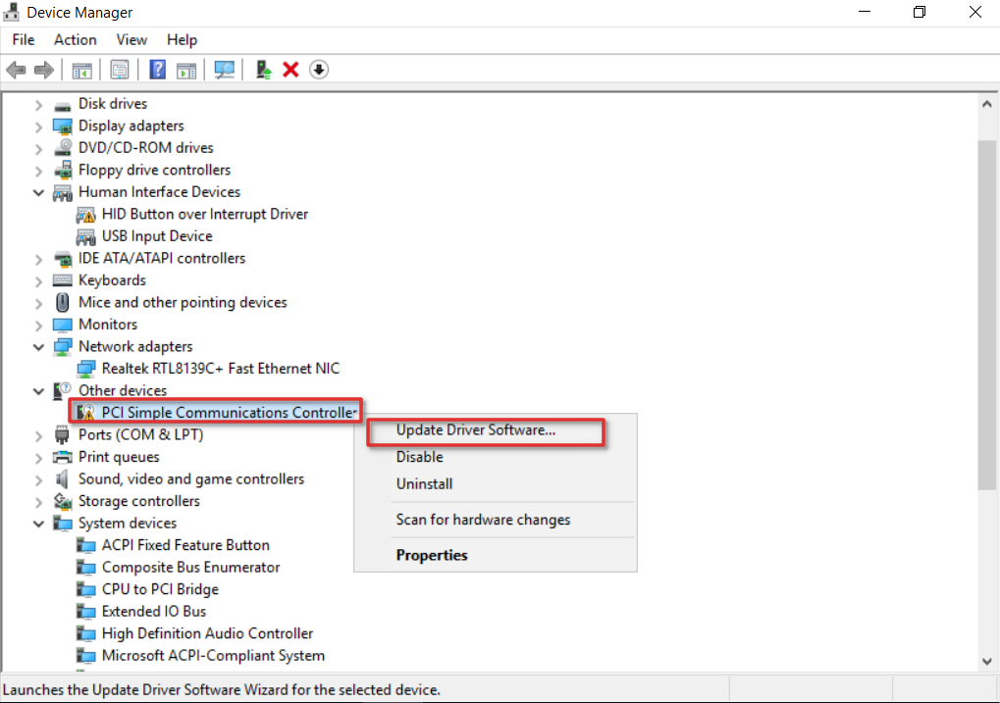 Device Manager
File Action View Help
Disk drives
Display adapters
DVD/CD-ROM drives
Floppy drive controllers
Human Interface Devices
HID Button over Interrupt Driver
USB Input Device
IDE ATA/ATAPI controllers
Keyboards
Mice and other pointing devices
Monitors
Network adapters
Realtek RTL8139C+ Fast Ethernet NIC
Other devices
PCI Simple Communications Controller
Update Driver Software...
Disable
Uninstall
Scan for hardware changes
Properties
Ports (COM & LPT)
Print queues
Sound, video and game controllers
Storage controllers
System devices
ACPI Fixed Feature Button
Composite Bus Enumerator
CPU to PCI Bridge
Extended IO Bus
High Definition Audio Controller
Microsoft ACPI-Compliant System
Launches the Update Driver Software Wizard for the selected device.